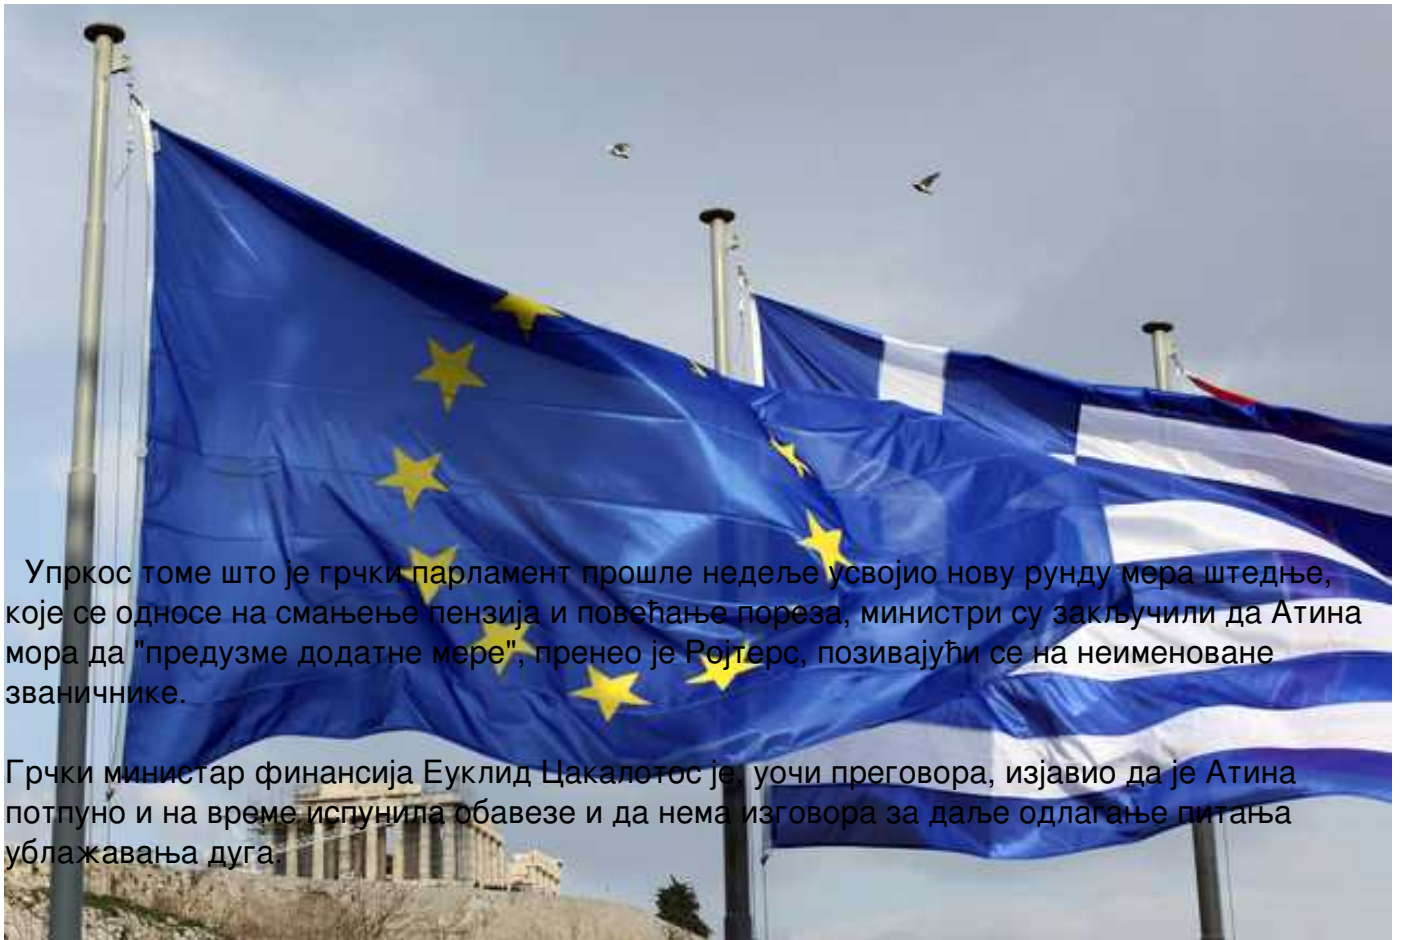 Упркос томе што је грчки парламент прошле недеље усвојио нову рунду мера штедње,
које се односе на смањење пензија и повећање пореза, министри су закључили да Атина
мора да "предузме додатне мере", пренео је Ројтерс, позивајући се на неименоване
званичнике.
Грчки министар финансија Еуклид Цакалотос је, уочи преговора, изјавио да је Атина
потпуно и на време испунила обавезе и да нема изговора за даље одлагање питања
ублажавања дуга.